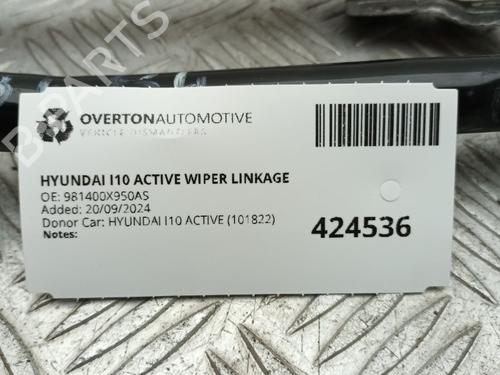 B-PARTS
OVERTONAUTOMOTIVE
VEHICLE DISMANTLERS
HYUNDAI I10 ACTIVE WIPER LINKAGE
OE: 981400X950AS
Added: 20/09/2024
Donor Car: HYUNDAI I10 ACTIVE (101822)
Notes:
424536